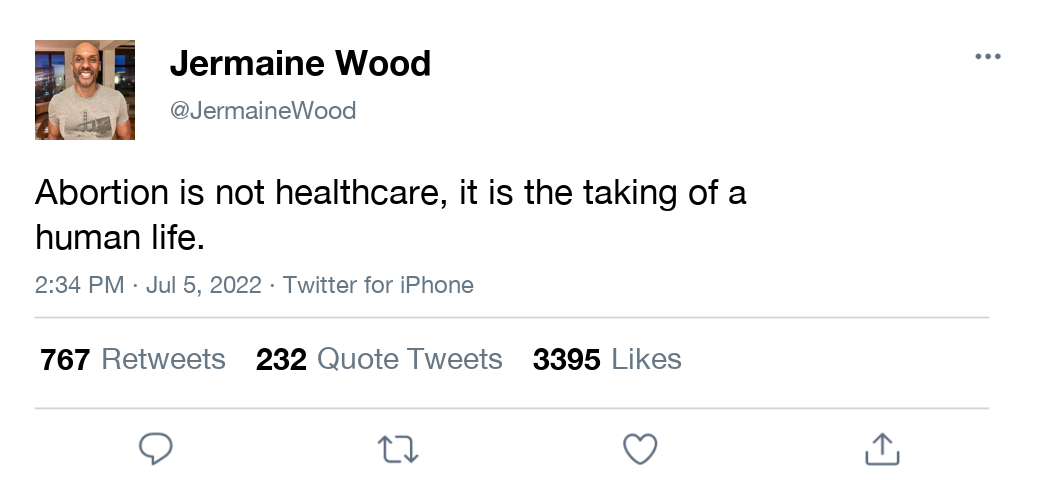 Jermaine Wood
@JermaineWood
Abortion is not healthcare, it is the taking of a
human life.
2:34 PM · Jul 5, 2022 · Twitter for iPhone
767 Retweets 232 Quote Tweets 3395 Likes